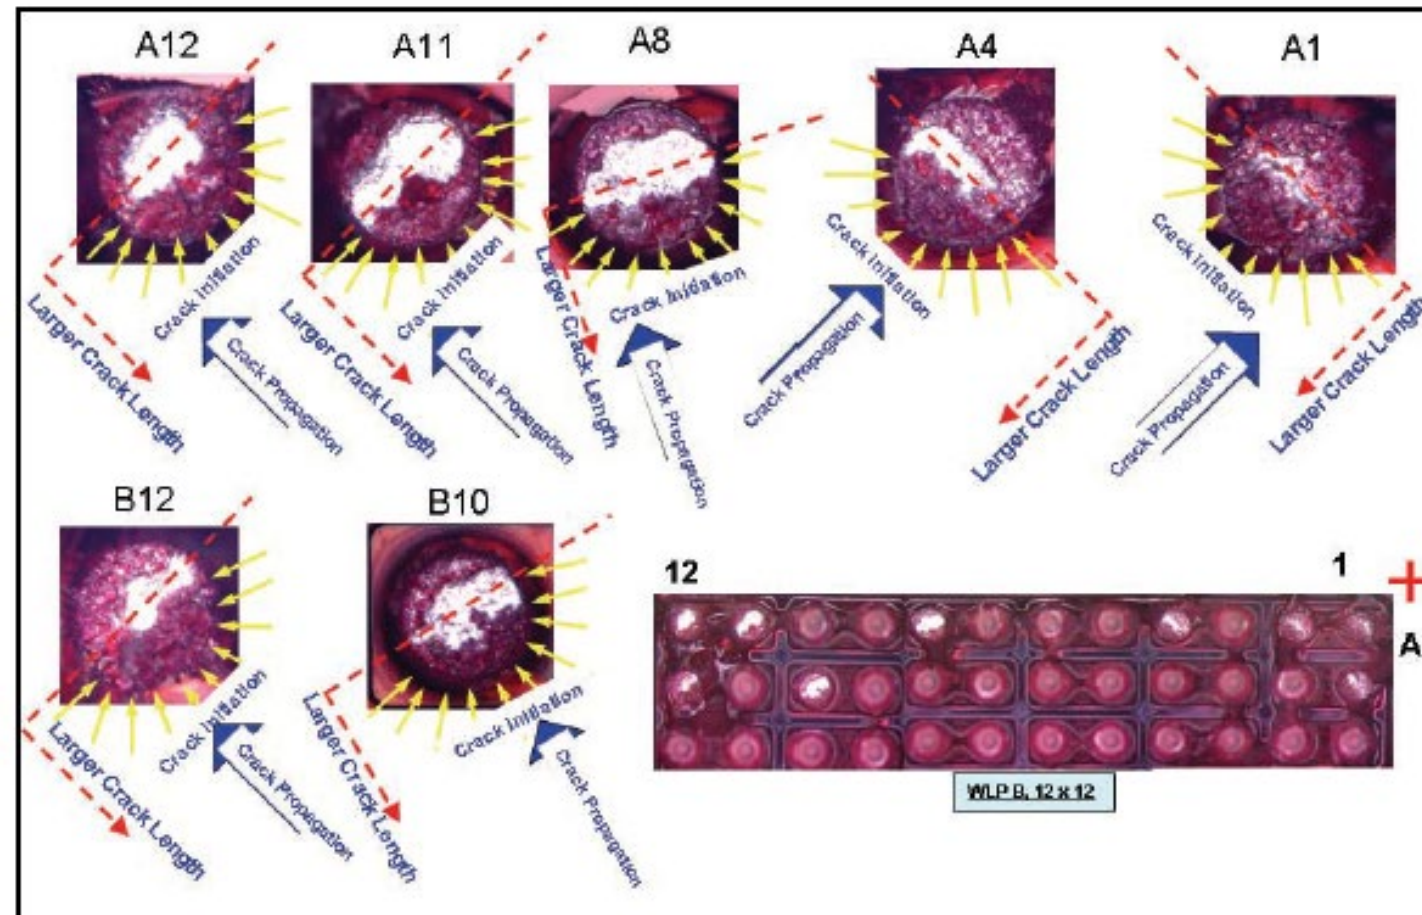 A12
A11
A8
A4
A1
Larger Crack Length
Crack Initiation
Crack Propagation
Larger Crack Length
Crack Initiation
Crack Propagation
Larger Crack Length
Crack Initiation
Crack Propagation
Crack Initiation
Crack Propagation
Larger Crack Length
Crack Initiation
Crack Propagation
Larger Crack Length
B12
B10
Larger Crack Length
Crack Initiation
Crack Propagation
Larger Crack Length
Crack Initiation
Crack Propagation
12
1
+
A
WLP B, 12 x 12